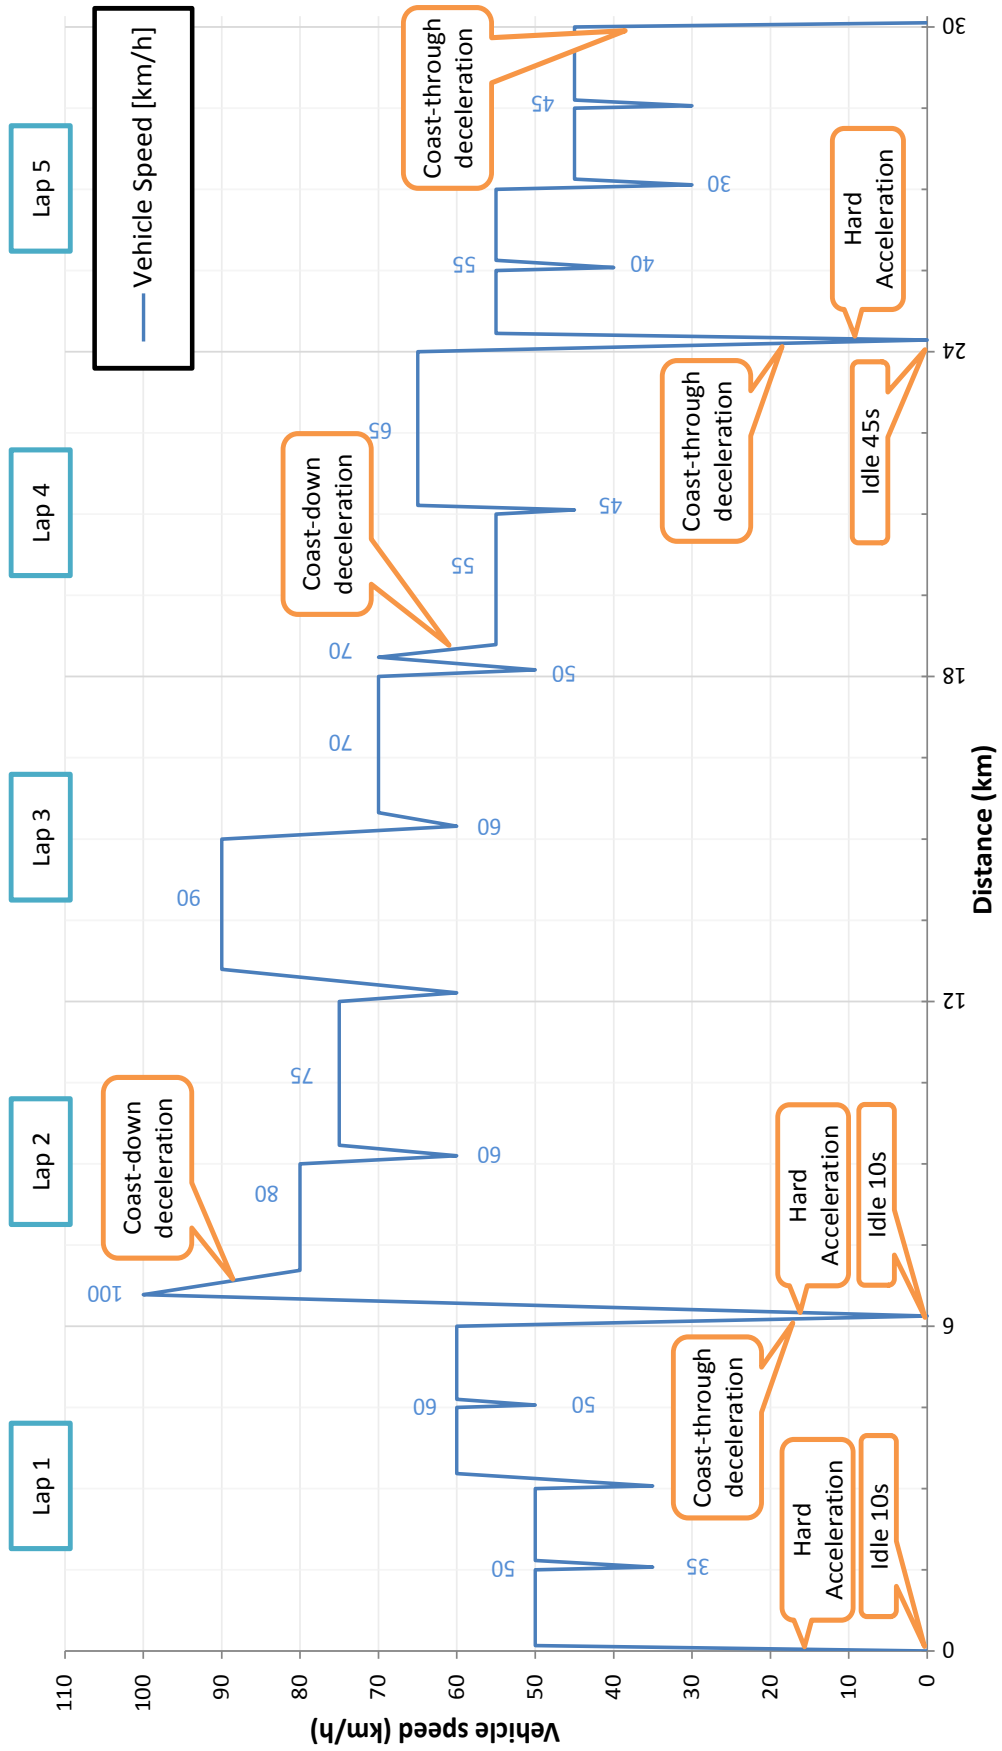 Lap 1
Lap 2
Lap 3
Lap 4
Lap 5
Vehicle Speed [km/h]
Vehicle speed (km/h)
110
100
90
80
70
60
50
40
30
20
10
0
50
35
60
50
100
80
60
75
90
60
70
50
70
55
45
65
55
40
30
45
Coast-down
deceleration
Coast-down
deceleration
Coast-through
deceleration
Coast-through
deceleration
Coast-through
deceleration
Hard
Acceleration
Idle 10s
Hard
Acceleration
Idle 10s
Hard
Acceleration
Idle 45s
0
6
12
18
24
30
Distance (km)